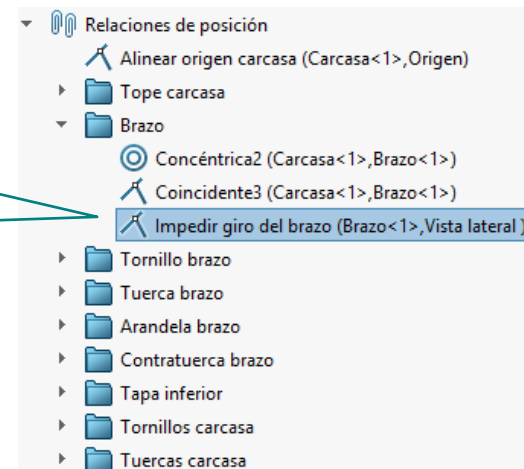 Relaciones de posición
Alinear origen carcasa (Carcasa<1>,Origen)
Tope carcasa
Brazo
Concéntrica2 (Carcasa<1>,Brazo<1>)
Coincidente3 (Carcasa<1>,Brazo<1>)
Impedir giro del brazo (Brazo<1>,Vista lateral )
Tornillo brazo
Tuerca brazo
Arandela brazo
Contratuerca brazo
Tapa inferior
Tornillos carcasa
Tuercas carcasa